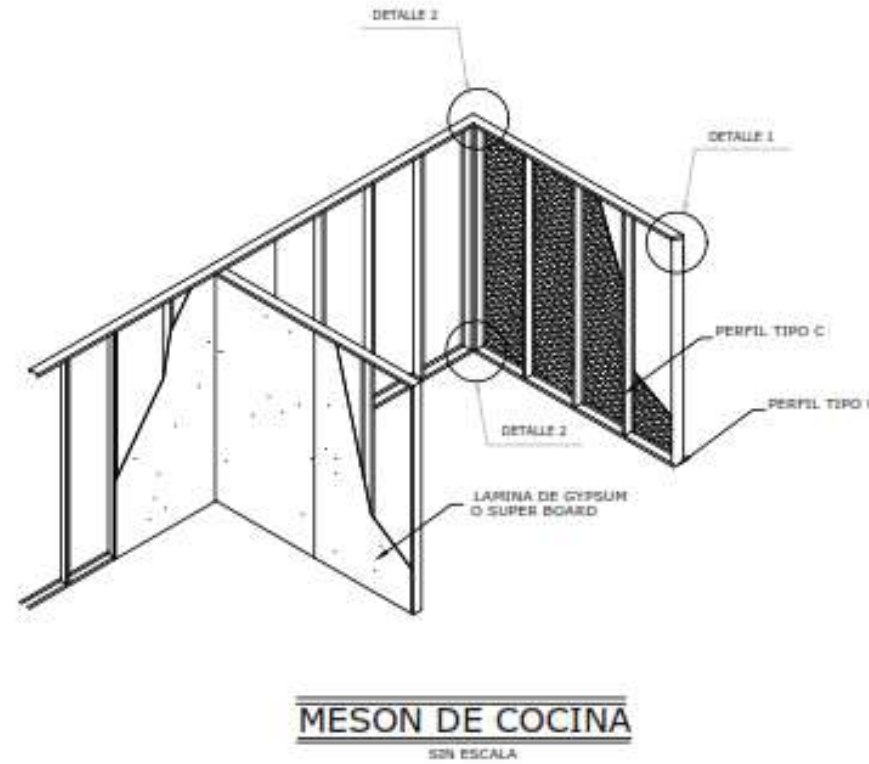 DETALLE 2
DETALLE 1
PERFIL TIPO C
PERFIL TIPO
DETALLE 2
LAMINA DE GYPSUM
O SUPER BOARD
MESON DE COCINA
SIN ESCALA